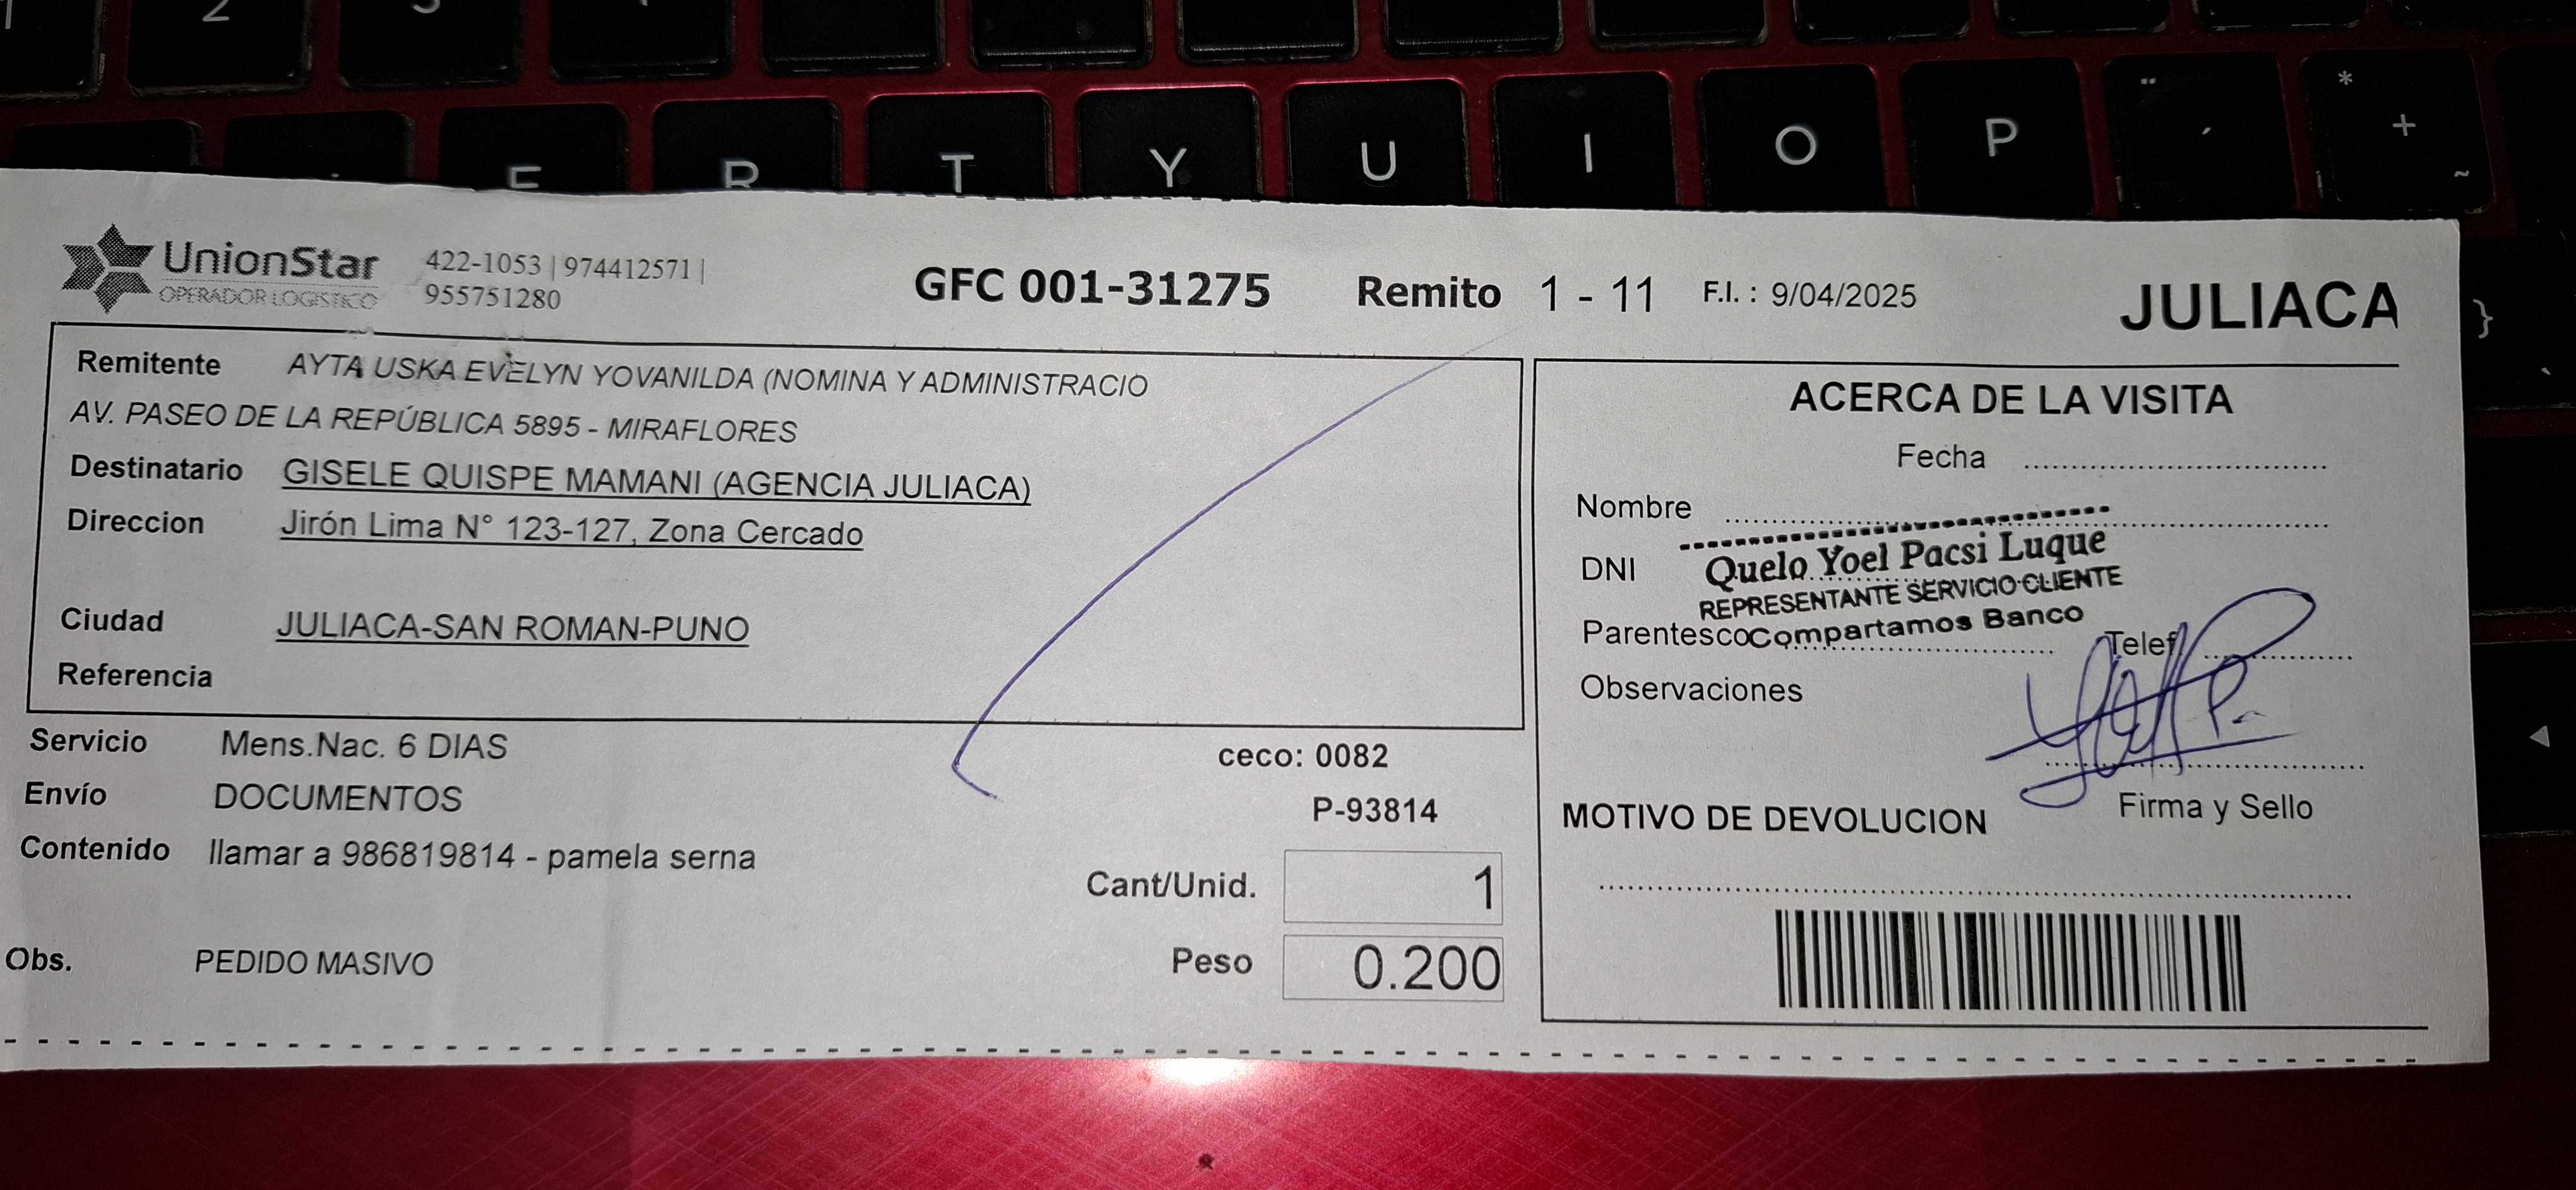 UnionStar
OPERADOR LOGISTICO
422-1053 | 974412571 |
955751280
GFC 001-31275
Remito 1 - 11
F.I. : 9/04/2025
JULIACA
Remitente AYTA USKA EVELYN YOVANILDA (NOMINA Y ADMINISTRACIO
AV. PASEO DE LA REPÚBLICA 5895 - MIRAFLORES
Destinatario GISELE QUISPE MAMANI (AGENCIA JULIACA)
Direccion Jirón Lima N° 123-127, Zona Cercado
Ciudad JULIACA-SAN ROMAN-PUNO
Referencia
Servicio Mens.Nac. 6 DIAS
Envío DOCUMENTOS
Contenido llamar a 986819814 - pamela serna
Obs. PEDIDO MASIVO
ceco: 0082
P-93814
Cant/Unid. 1
Peso 0.200
ACERCA DE LA VISITA
Fecha
Nombre
DNI
Quelo Yoel Pacsi Luque
REPRESENTANTE SERVICIO CLIENTE
Compartamos Banco
Parentesco
Telef
Observaciones
Firma y Sello
MOTIVO DE DEVOLUCION
2
T
Y
U
I
O
P
¨
´
*
+
~
}